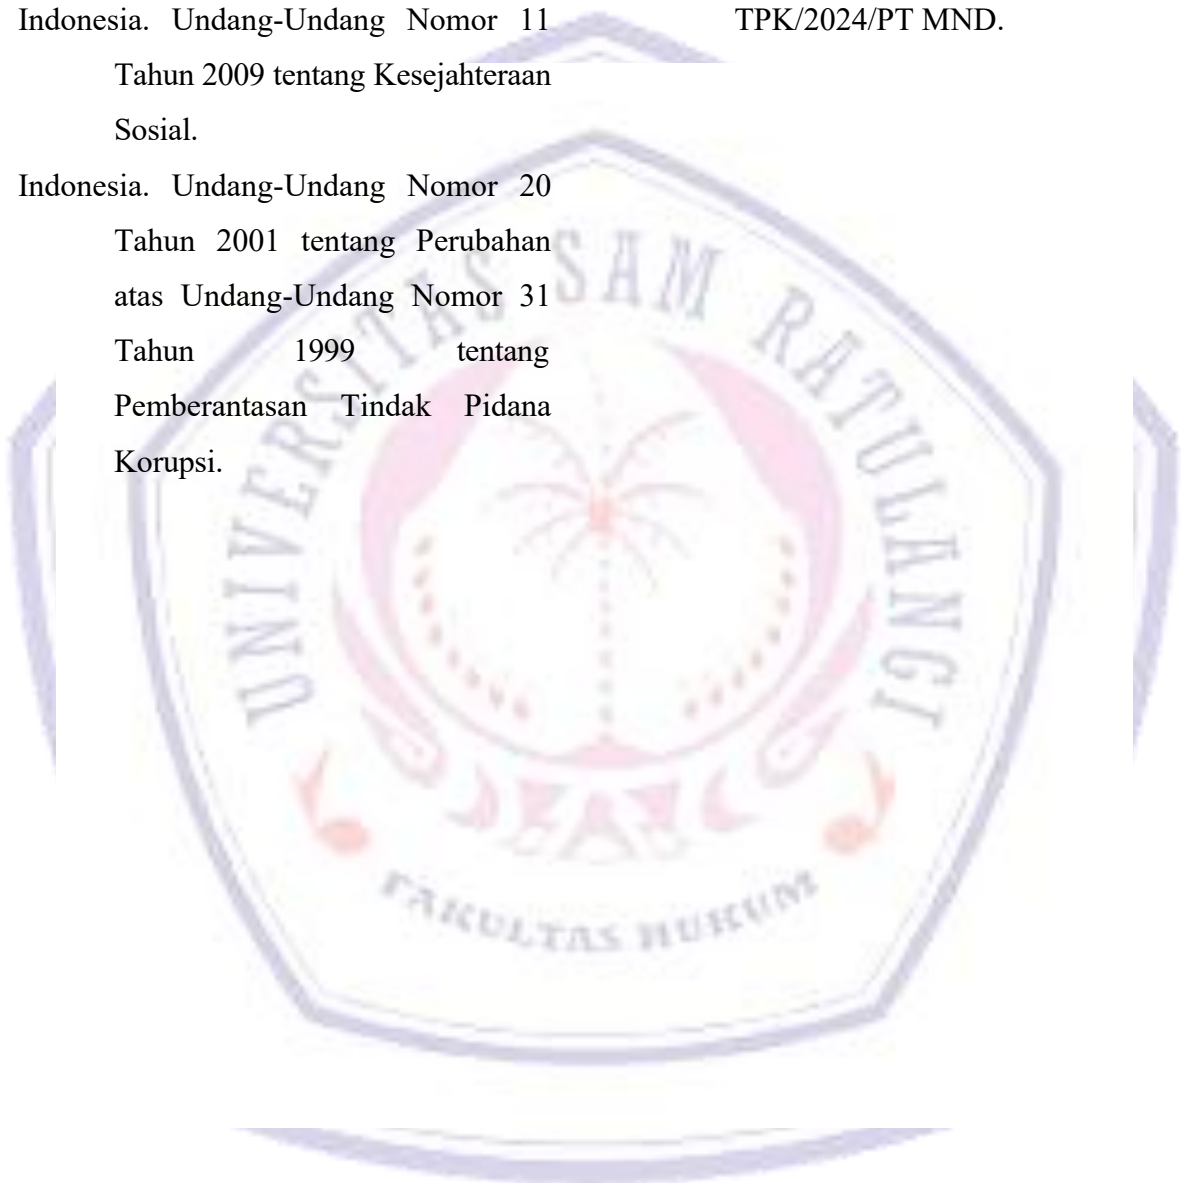 Indonesia. Undang-Undang Nomor 11
Tahun 2009 tentang Kesejahteraan
Sosial.
Indonesia. Undang-Undang Nomor 20
Tahun 2001 tentang Perubahan
atas Undang-Undang Nomor 31
Tahun 1999 tentang
Pemberantasan Tindak Pidana
Korupsi.
TPK/2024/PT MND.
UNIVERSITAS SAM RATULANGI
FAKULTAS HUKUM